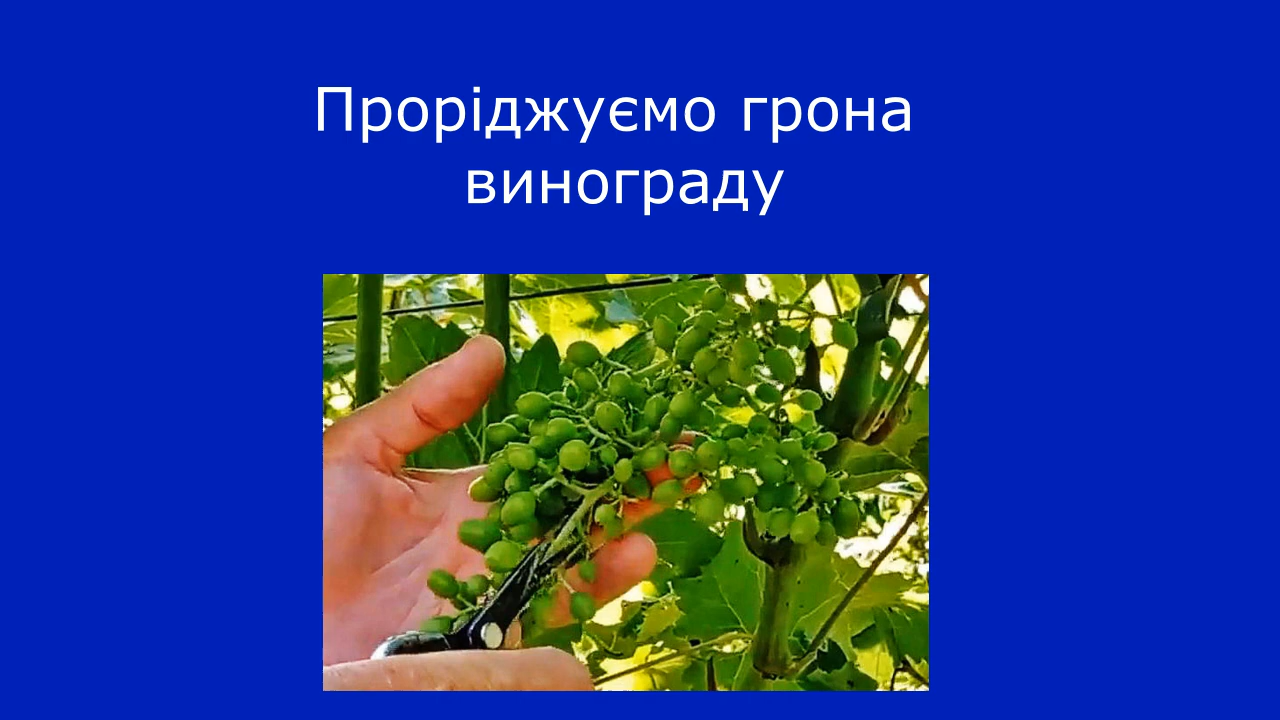 Проріджуємо грона
винограду